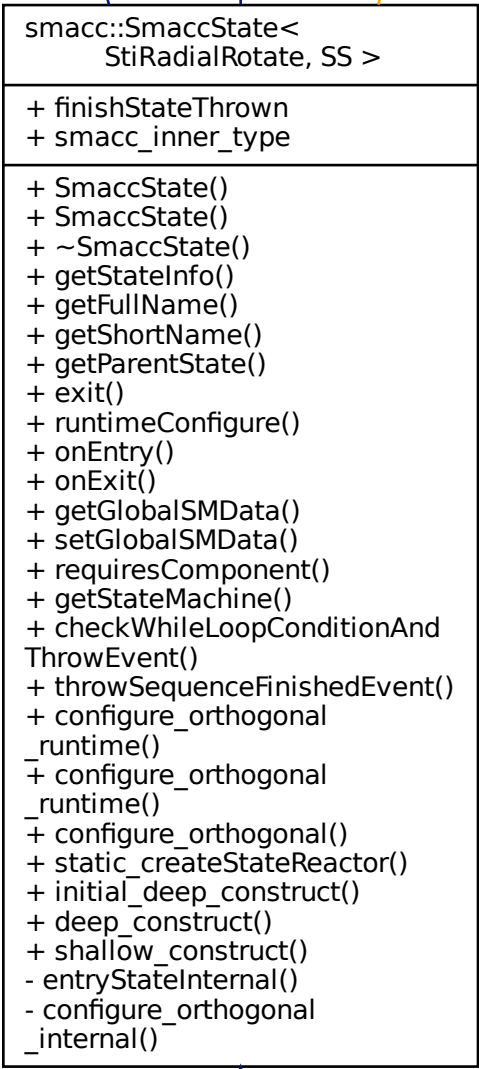 smacc::SmaccState<
StiRadialRotate, SS >
+ finishStateThrown
+ smacc_inner_type
+ SmaccState()
+ SmaccState()
+ ~SmaccState()
+ getStateInfo()
+ getFullName()
+ getShortName()
+ getParentState()
+ exit()
+ runtimeConfigure()
+ onEntry()
+ onExit()
+ getGlobalSMData()
+ setGlobalSMData()
+ requiresComponent()
+ getStateMachine()
+ checkWhileLoopConditionAnd
ThrowEvent()
+ throwSequenceFinishedEvent()
+ configure_orthogonal
_runtime()
+ configure_orthogonal
_runtime()
+ configure_orthogonal()
+ static_createStateReactor()
+ initial_deep_construct()
+ deep_construct()
+ shallow_construct()
- entryStateInternal()
- configure_orthogonal
_internal()